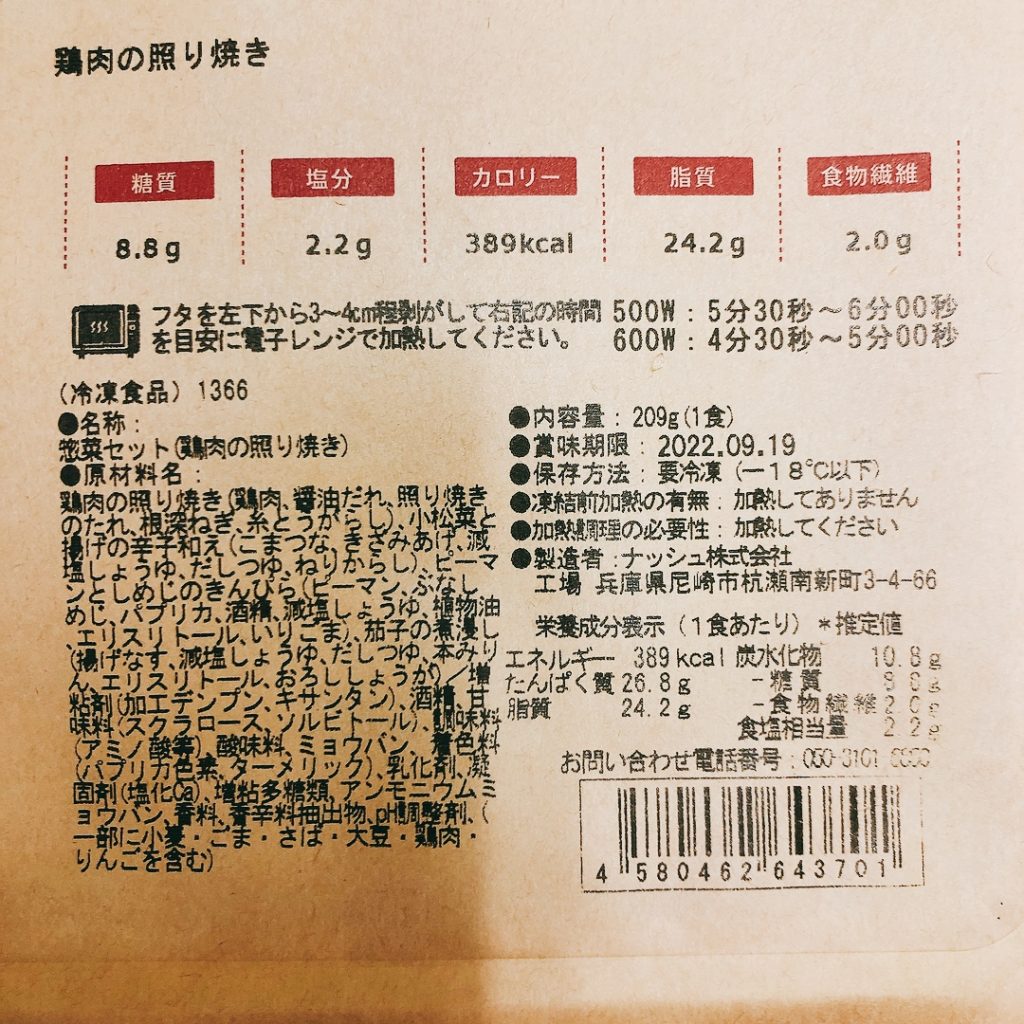 鶏肉の照り焼き
糖質 塩分 カロリー 脂質 食物繊維
8.8g 2.2g 389kcal 24.2g 2.0g
フタを左下から3～4cm程剥がして右記の時間 500W：5分30秒～6分00秒
を目安に電子レンジで加熱してください。 600W：4分30秒～5分00秒
(冷凍食品) 1366
●名称：
惣菜セット(鶏肉の照り焼き)
●原材料名：
鶏肉の照り焼き(鶏肉、醤油だれ、照り焼き
のたれ、根深ねぎ、糸とうがらし)、小松菜と
揚げの辛子和え(こまつな、きざみあげ、減
塩しょうゆ、だしつゆ、ねりからし)、ピーマ
ンとしめじのきんぴら(ピーマン、ぶなし
めじ、パプリカ、酒精、減塩しょうゆ、植物油
、エリスリトール、いりごま)、茄子の煮浸し
(揚げなす、減塩しょうゆ、だしつゆ、本みり
ん、エリスリトール、おろししょうが)／増
粘剤(加工デンプン、キサンタン)、酒精、甘
味料(スクラロース、ソルビトール)、調味料
(アミノ酸等)、酸味料、ミョウバン、着色料
(パプリカ色素、ターメリック)、乳化剤、凝
固剤(塩化Ca)、増粘多糖類、アンモニウムミ
ョウバン、香料、香辛料抽出物、pH調整剤、(
一部に小麦・ごま・さば・大豆・鶏肉・
りんごを含む)
●内容量：209g(1食)
●賞味期限：2022.09.19
●保存方法：要冷凍 (－18℃以下)
●凍結前加熱の有無：加熱してありません
●加熱調理の必要性：加熱してください
●製造者：ナッシュ株式会社
工場 兵庫県尼崎市杭瀬南新町3-4-66
栄養成分表示 (1食あたり) *推定値
エネルギー 389kcal 炭水化物 10.8g
たんぱく質 26.8g -糖質 8.8g
脂質 24.2g -食物繊維 2.0g
食塩相当量 2.2g
お問い合わせ電話番号：050-3101
4 580462 643701